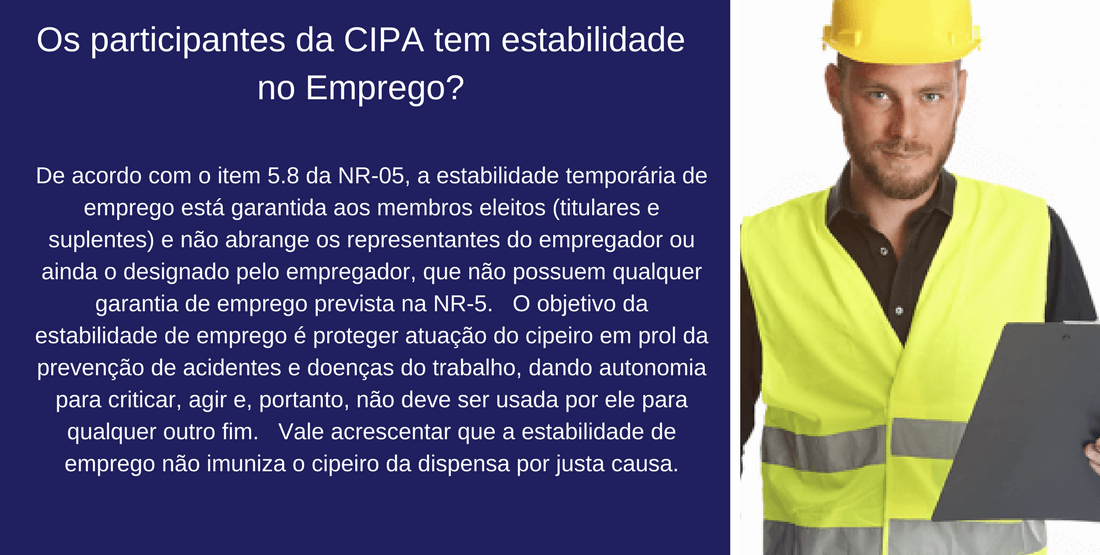 Os participantes da CIPA tem estabilidade
no Emprego?
De acordo com o item 5.8 da NR-05, a estabilidade temporária de
emprego está garantida aos membros eleitos (titulares e
suplentes) e não abrange os representantes do empregador ou
ainda o designado pelo empregador, que não possuem qualquer
garantia de emprego prevista na NR-5.   O objetivo da
estabilidade de emprego é proteger atuação do cipeiro em prol da
prevenção de acidentes e doenças do trabalho, dando autonomia
para criticar, agir e, portanto, não deve ser usada por ele para
qualquer outro fim.   Vale acrescentar que a estabilidade de
emprego não imuniza o cipeiro da dispensa por justa causa.